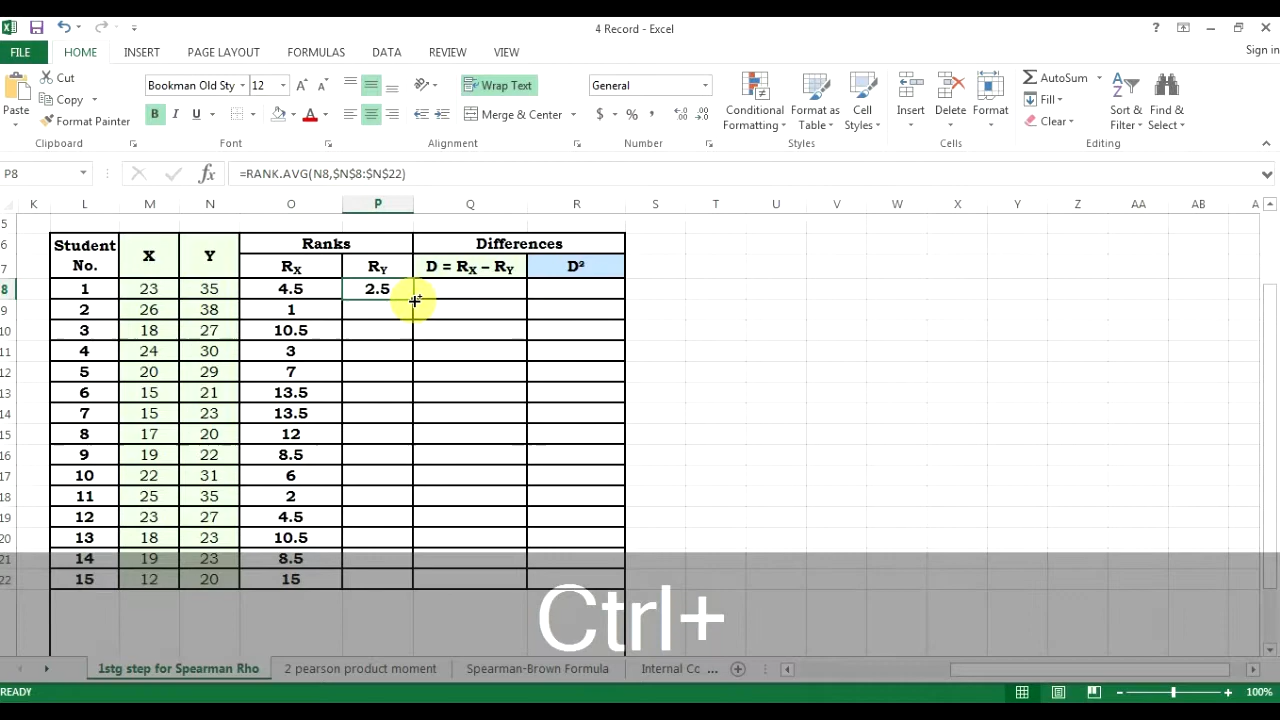 4 Record - Excel
FILE HOME INSERT PAGE LAYOUT FORMULAS DATA REVIEW VIEW Sign in
Paste Cut Copy Format Painter
Bookman Old Sty 12
B I U A
Wrap Text
Merge & Center
General
$ % ,
Conditional Formatting Format as Table Cell Styles
Insert Delete Format
AutoSum Fill Clear
Sort & Filter Find & Select
Clipboard Font Alignment Number Styles Cells Editing
P8 fx =RANK.AVG(N8,$N$8:$N$22)
K L M N O P Q R S T U V W X Y Z AA AB A
5
6 Student No. X Y Ranks Differences
7 RX RY D = RX – RY D²
8 1 23 35 4.5 2.5
9 2 26 38 1
10 3 18 27 10.5
11 4 24 30 3
12 5 20 29 7
13 6 15 21 13.5
14 7 15 23 13.5
15 8 17 20 12
16 9 19 22 8.5
17 10 22 31 6
18 11 25 35 2
19 12 23 27 4.5
20 13 18 23 10.5
21 14 19 23 8.5
22 15 12 20 15
Ctrl+
1stg step for Spearman Rho 2 pearson product moment Spearman-Brown Formula Internal Cc ...
READY 100%